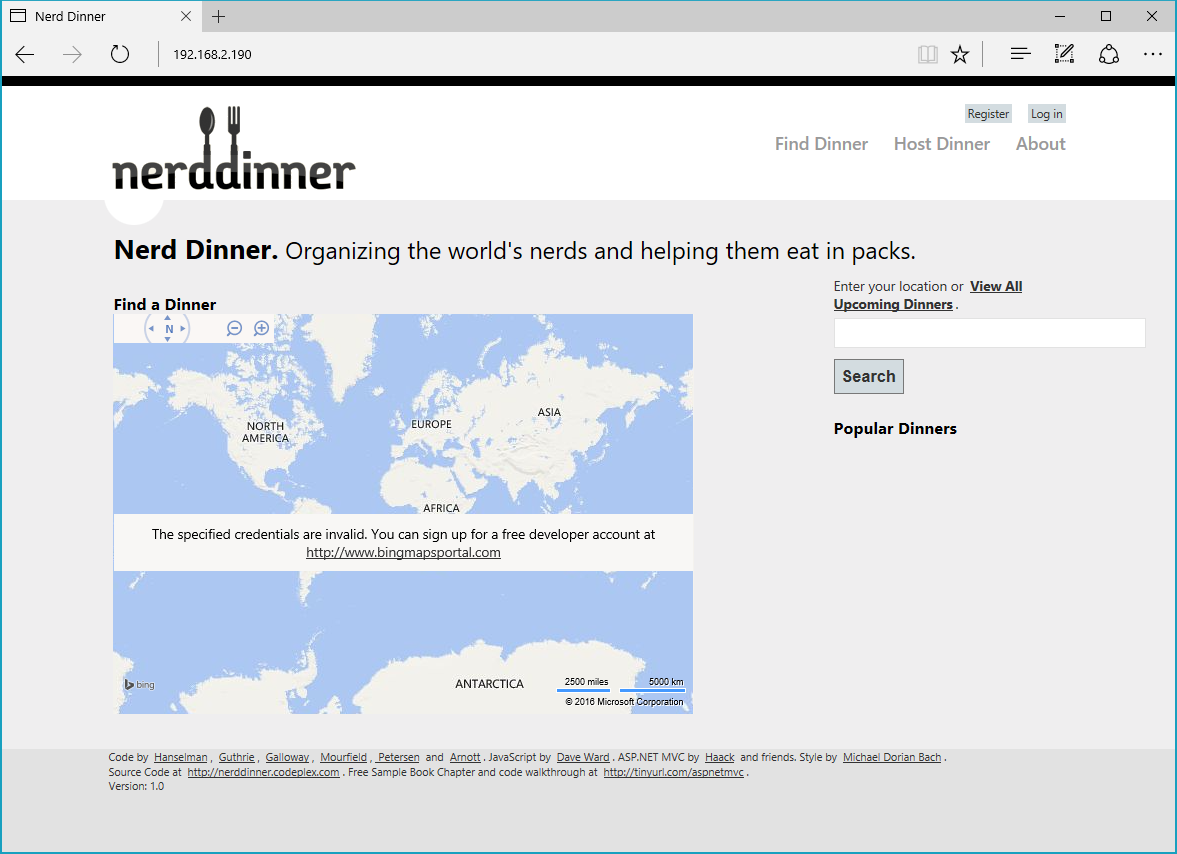 Nerd Dinner
192.168.2.190
Register Log in
nerddinner
Find Dinner Host Dinner About
Nerd Dinner. Organizing the world's nerds and helping them eat in packs.
Enter your location or View All
Upcoming Dinners .
Find a Dinner
N
Search
NORTH
AMERICA
EUROPE
ASIA
AFRICA
Popular Dinners
The specified credentials are invalid. You can sign up for a free developer account at
http://www.bingmapsportal.com
ANTARCTICA
bing
2500 miles 5000 km
© 2016 Microsoft Corporation
Code by Hanselman , Guthrie , Galloway , Mourfield , Petersen and Arnott . JavaScript by Dave Ward . ASP.NET MVC by Haack and friends. Style by Michael Dorian Bach .
Source Code at http://nerddinner.codeplex.com . Free Sample Book Chapter and code walkthrough at http://tinyurl.com/aspnetmvc .
Version: 1.0